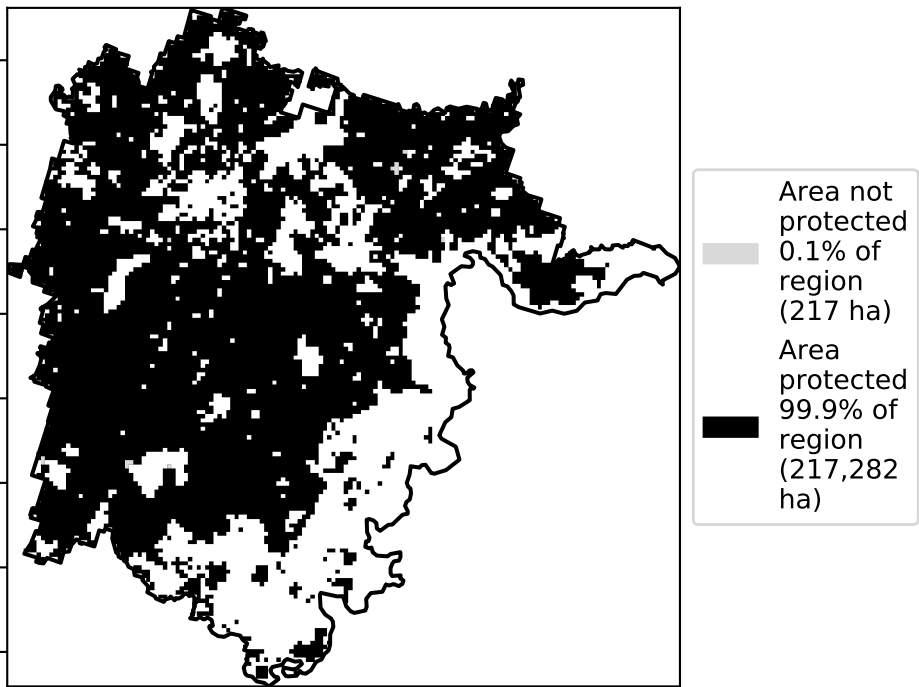 Area not
protected
0.1% of
region
(217 ha)
Area
protected
99.9% of
region
(217,282
ha)